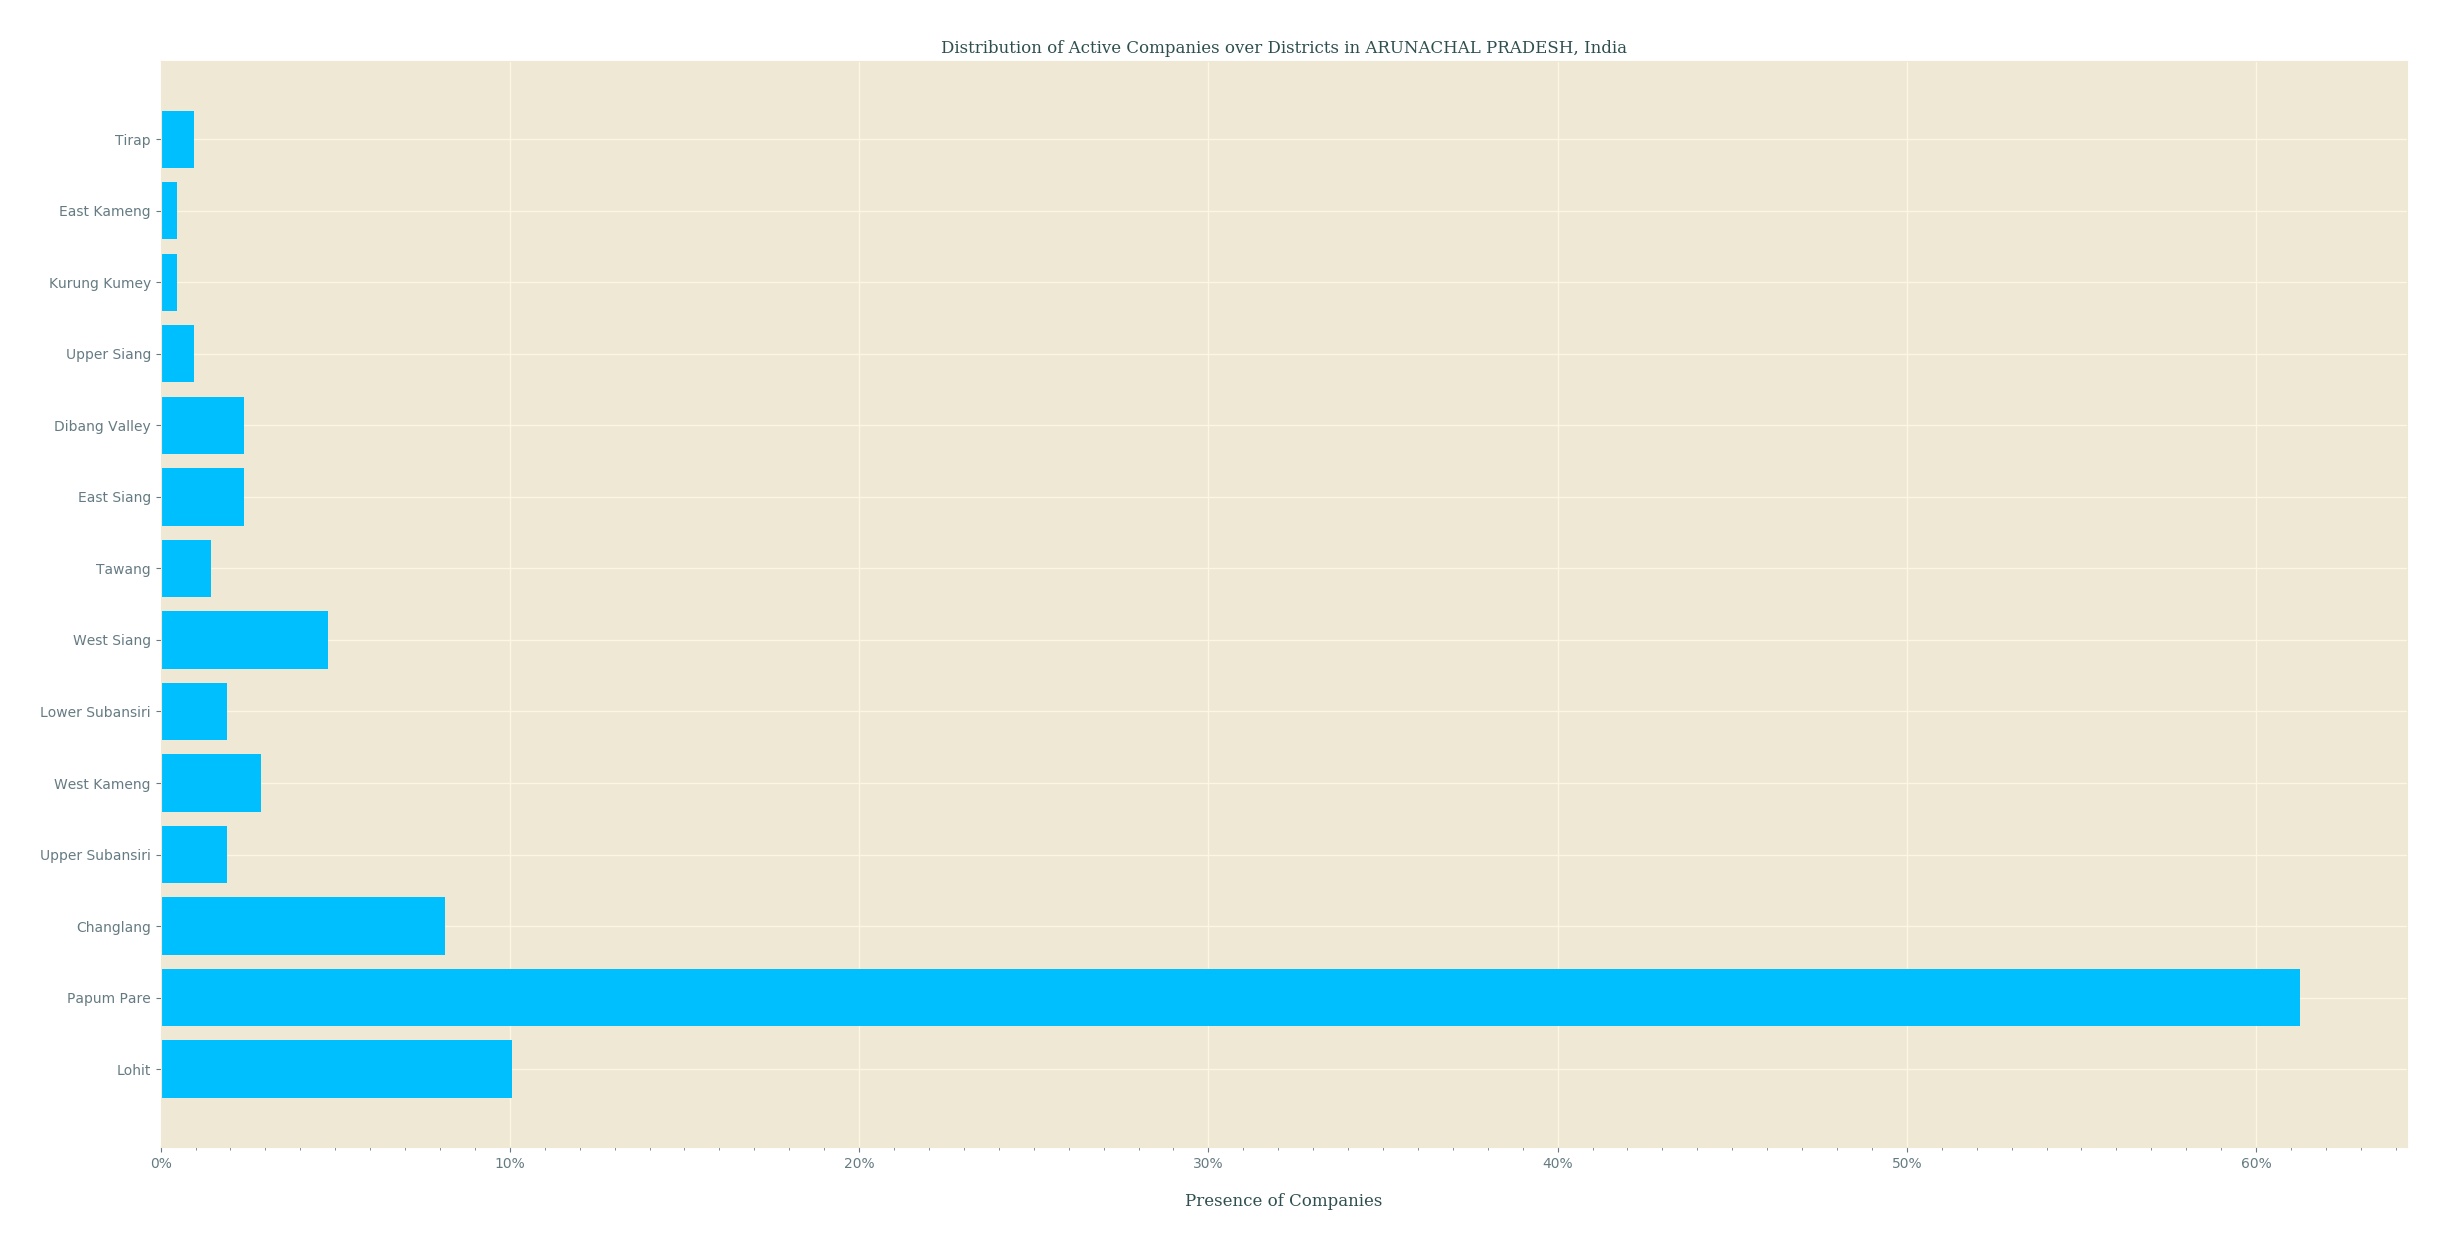 Distribution of Active Companies over Districts in ARUNACHAL PRADESH, India
Tirap
East Kameng
Kurung Kumey
Upper Siang
Dibang Valley
East Siang
Tawang
West Siang
Lower Subansiri
West Kameng
Upper Subansiri
Changlang
Papum Pare
Lohit
0% 10% 20% 30% 40% 50% 60%
Presence of Companies